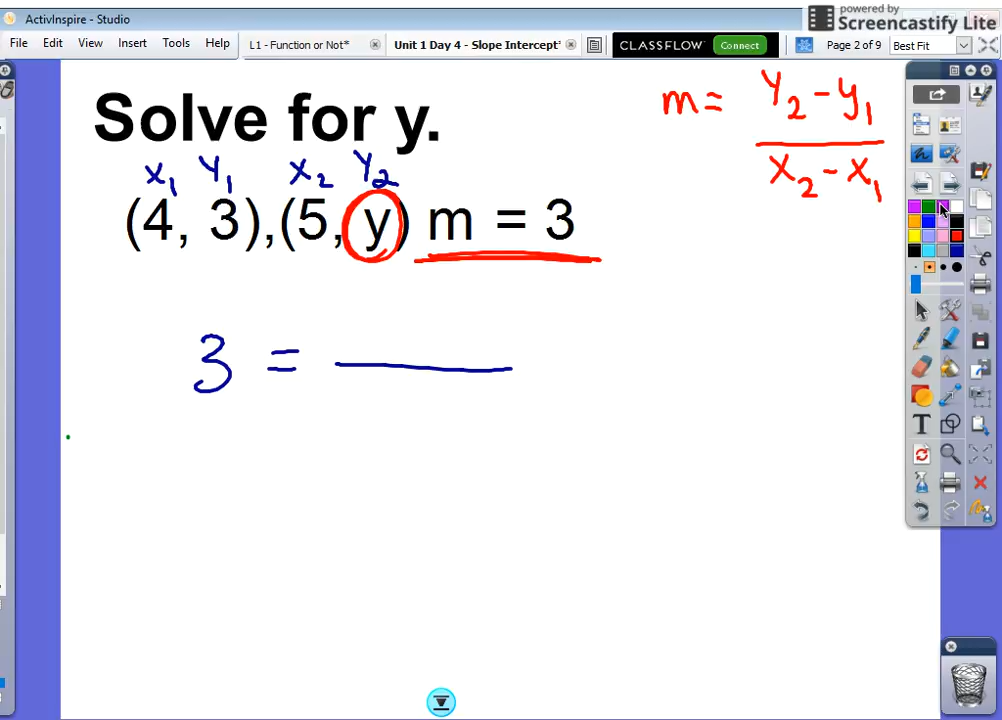 ActivInspire - Studio
powered by
Screencastify Lite
File Edit View Insert Tools Help
L1 - Function or Not*
Unit 1 Day 4 - Slope Intercept*
CLASSFLOW Connect
Page 2 of 9
Best Fit
Solve for y.
m = y₂ - y₁
x₂ - x₁
x₁ y₁ x₂ y₂
(4, 3),(5, y) m = 3
3 =
T